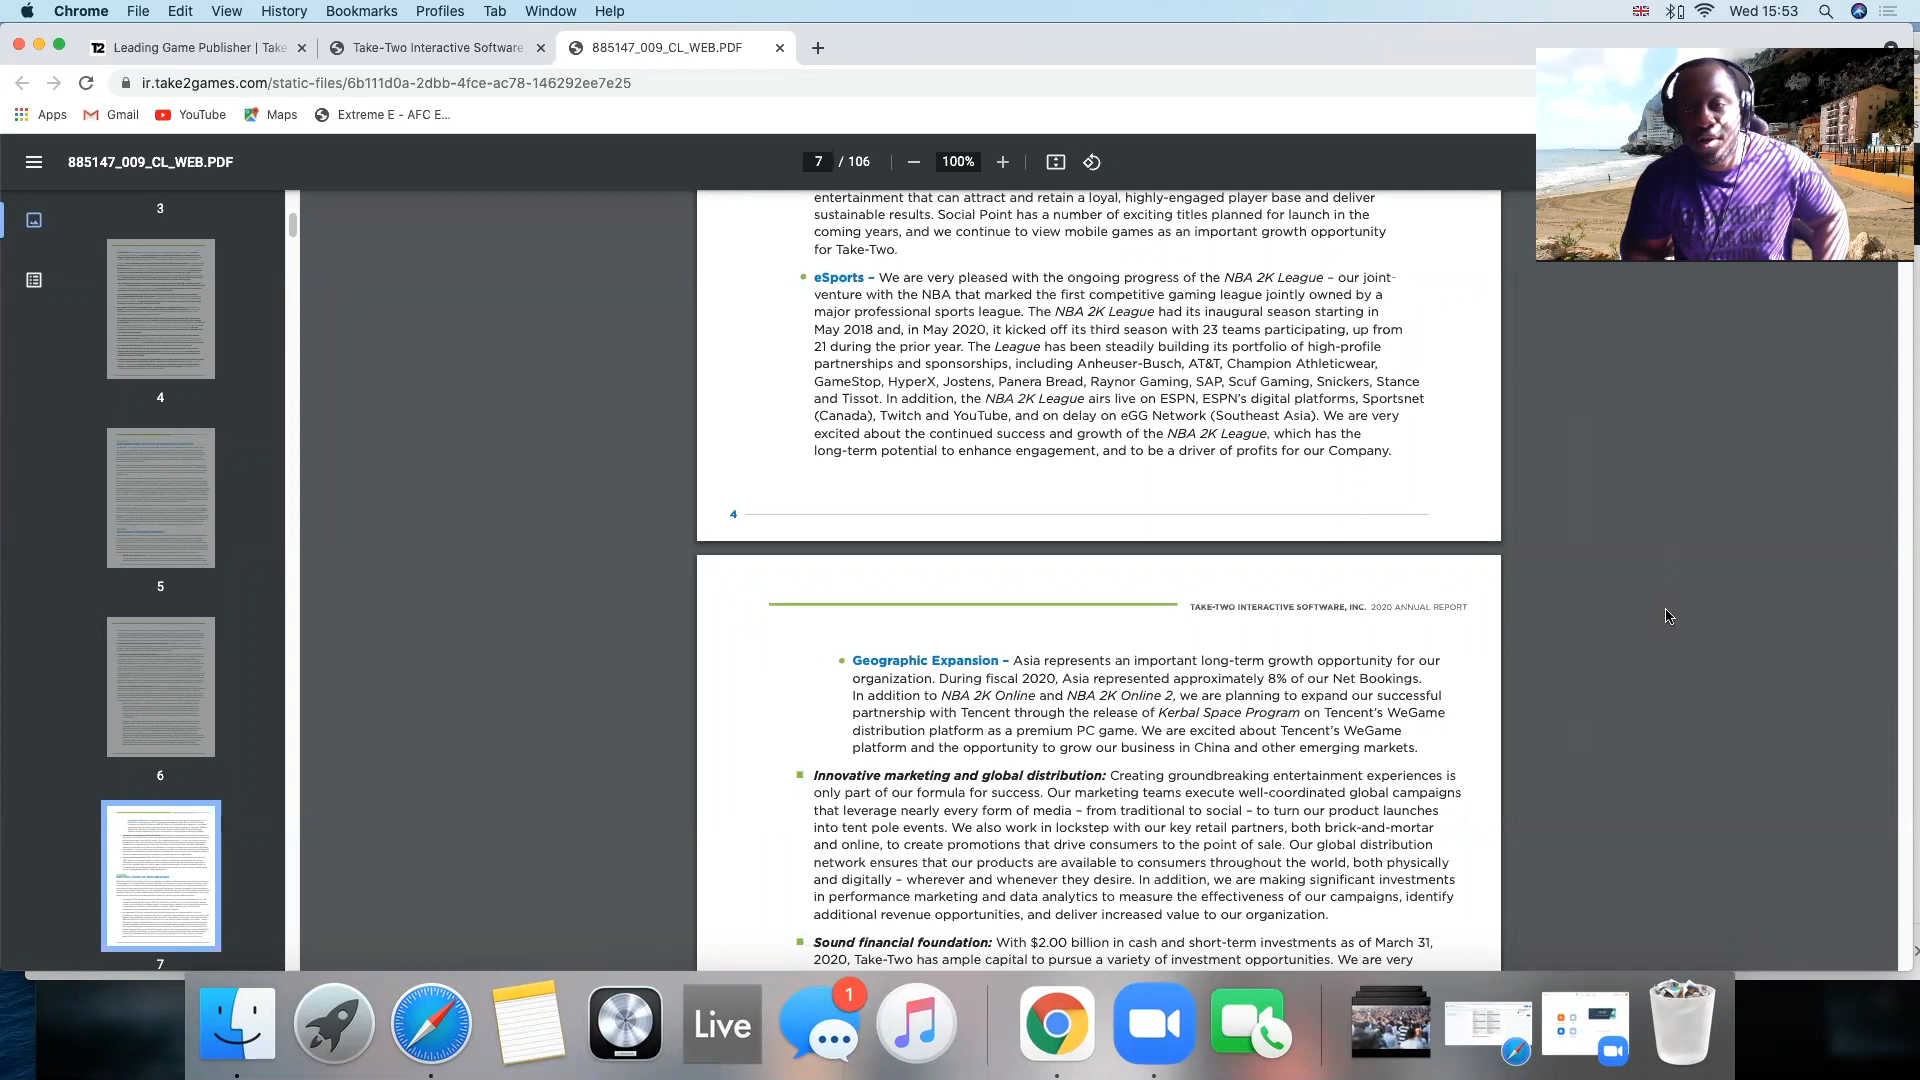 Chrome File Edit View History Bookmarks Profiles Tab Window Help Wed 15:53
T2 Leading Game Publisher | Take Take-Two Interactive Software 885147_009_CL_WEB.PDF
ir.take2games.com/static-files/6b111d0a-2dbb-4fce-ac78-146292ee7e25
Apps Gmail YouTube Maps Extreme E - AFC E...
885147_009_CL_WEB.PDF 7 / 106 100%
3
4
5
6
7
entertainment that can attract and retain a loyal, highly-engaged player base and deliver
sustainable results. Social Point has a number of exciting titles planned for launch in the
coming years, and we continue to view mobile games as an important growth opportunity
for Take-Two.
eSports – We are very pleased with the ongoing progress of the NBA 2K League – our joint-
venture with the NBA that marked the first competitive gaming league jointly owned by a
major professional sports league. The NBA 2K League had its inaugural season starting in
May 2018 and, in May 2020, it kicked off its third season with 23 teams participating, up from
21 during the prior year. The League has been steadily building its portfolio of high-profile
partnerships and sponsorships, including Anheuser-Busch, AT&T, Champion Athleticwear,
GameStop, HyperX, Jostens, Panera Bread, Raynor Gaming, SAP, Scuf Gaming, Snickers, Stance
and Tissot. In addition, the NBA 2K League airs live on ESPN, ESPN's digital platforms, Sportsnet
(Canada), Twitch and YouTube, and on delay on eGG Network (Southeast Asia). We are very
excited about the continued success and growth of the NBA 2K League, which has the
long-term potential to enhance engagement, and to be a driver of profits for our Company.
4
TAKE-TWO INTERACTIVE SOFTWARE, INC. 2020 ANNUAL REPORT
Geographic Expansion – Asia represents an important long-term growth opportunity for our
organization. During fiscal 2020, Asia represented approximately 8% of our Net Bookings.
In addition to NBA 2K Online and NBA 2K Online 2, we are planning to expand our successful
partnership with Tencent through the release of Kerbal Space Program on Tencent's WeGame
distribution platform as a premium PC game. We are excited about Tencent's WeGame
platform and the opportunity to grow our business in China and other emerging markets.
Innovative marketing and global distribution: Creating groundbreaking entertainment experiences is
only part of our formula for success. Our marketing teams execute well-coordinated global campaigns
that leverage nearly every form of media – from traditional to social – to turn our product launches
into tent pole events. We also work in lockstep with our key retail partners, both brick-and-mortar
and online, to create promotions that drive consumers to the point of sale. Our global distribution
network ensures that our products are available to consumers throughout the world, both physically
and digitally – wherever and whenever they desire. In addition, we are making significant investments
in performance marketing and data analytics to measure the effectiveness of our campaigns, identify
additional revenue opportunities, and deliver increased value to our organization.
Sound financial foundation: With $2.00 billion in cash and short-term investments as of March 31,
2020, Take-Two has ample capital to pursue a variety of investment opportunities. We are very
Live 1